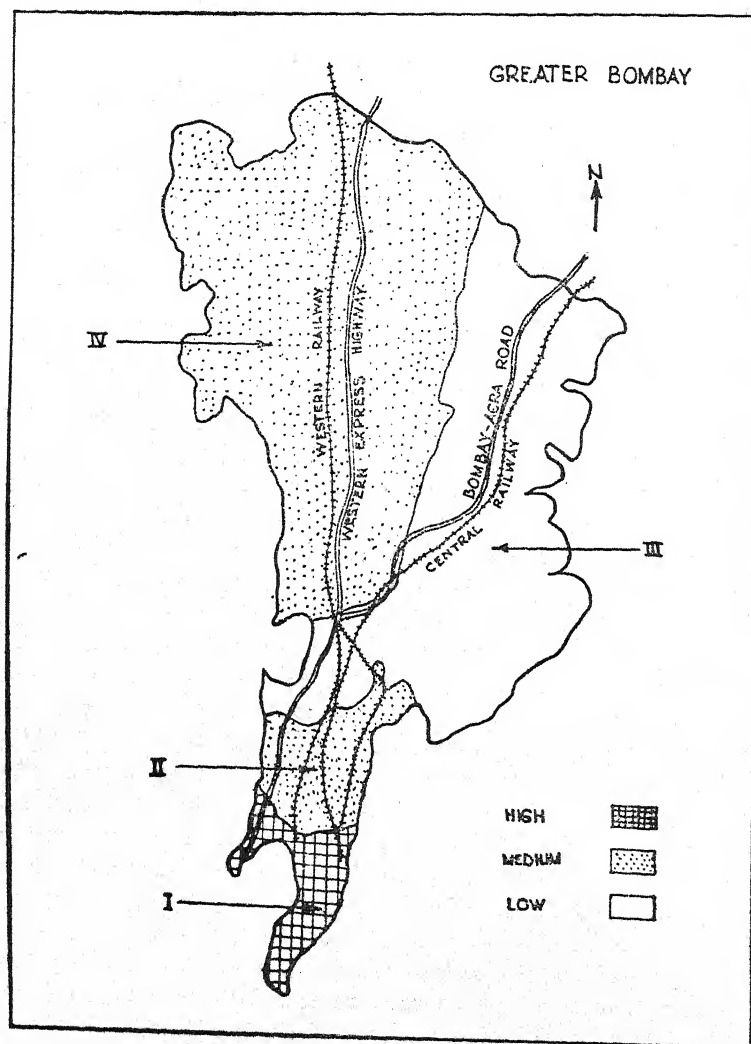 GREATER BOMBAY
N
IV
WESTERN RAILWAY
WESTERN EXPRESS HIGHWAY
BOMBAY-AGRA ROAD
CENTRAL RAILWAY
III
II
HIGH
MEDIUM
I
LOW